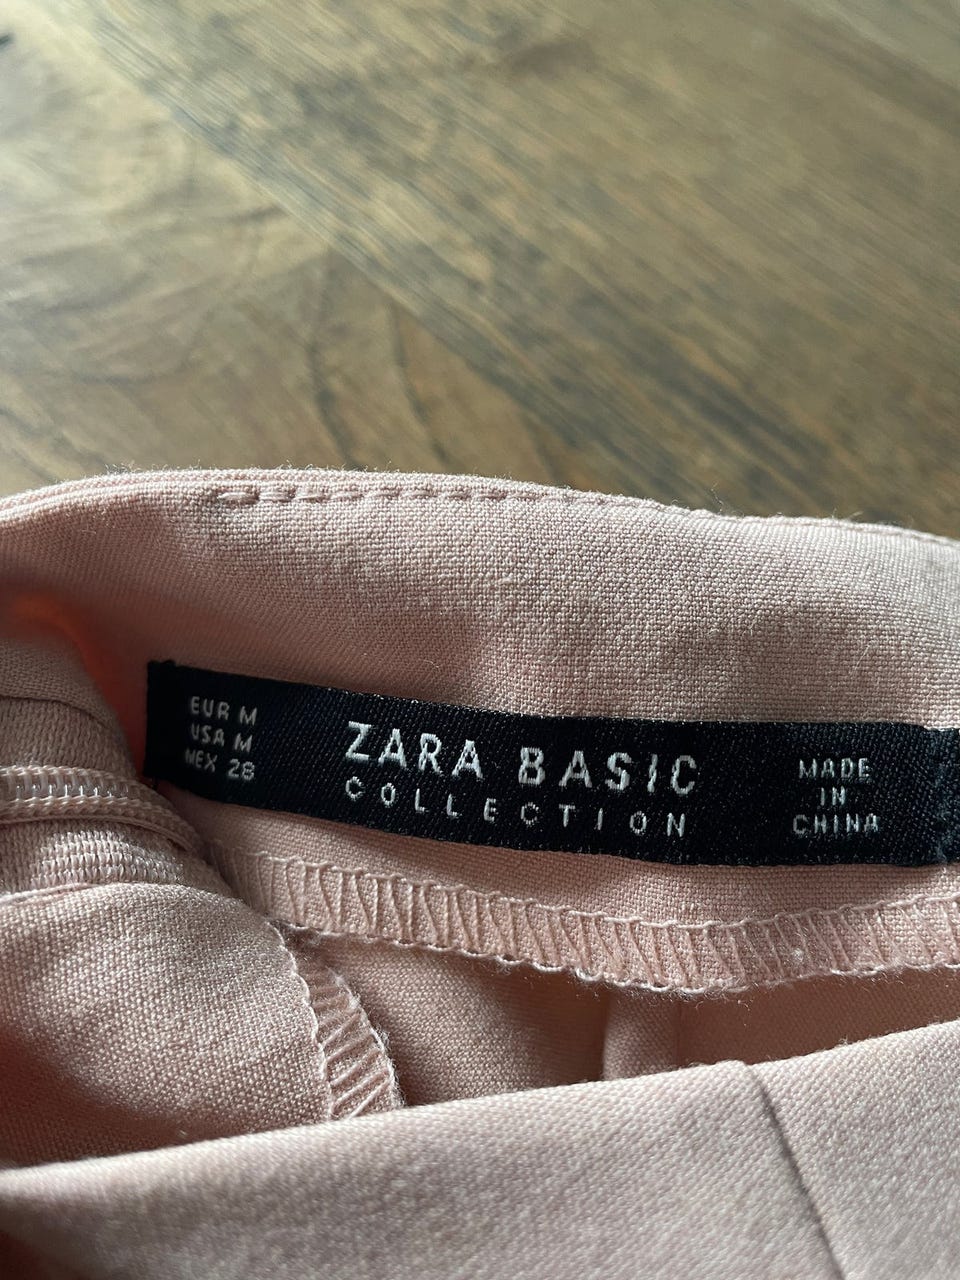 EUR M
USA M
MEX 28
ZARA BASIC
COLLECTION
MADE
IN
CHINA